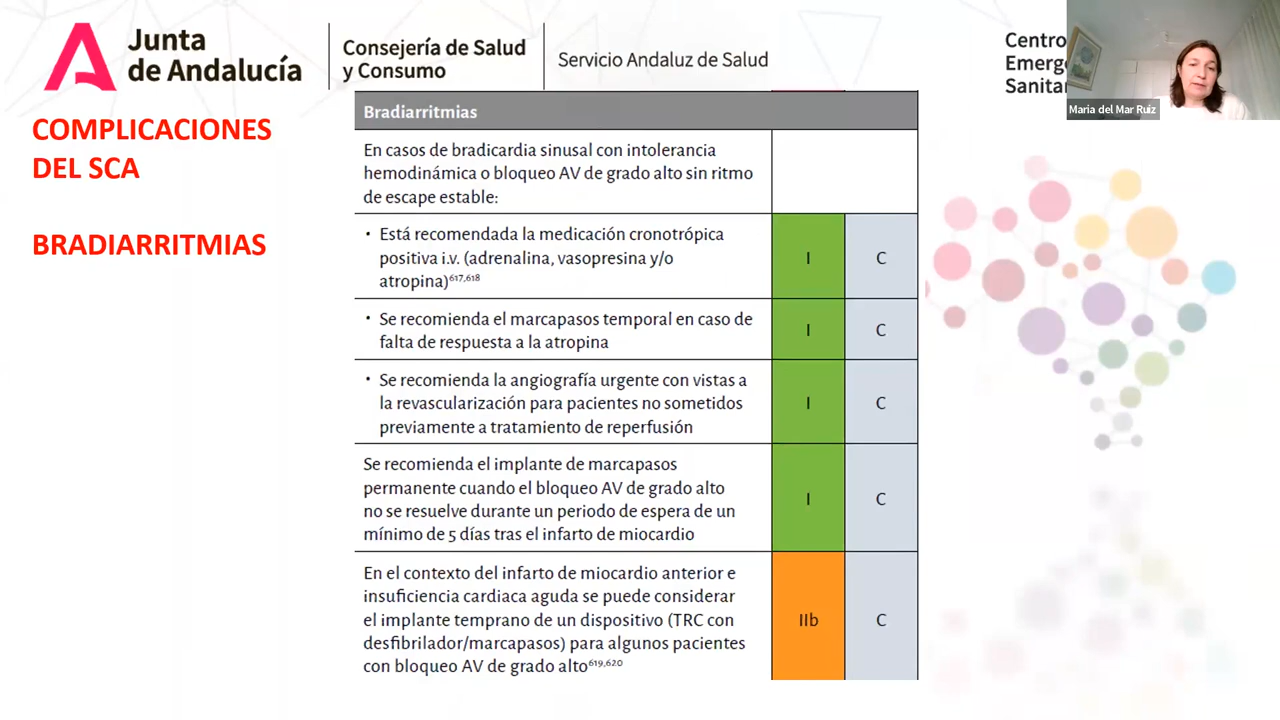 Junta
de Andalucía
Consejería de Salud
y Consumo
Servicio Andaluz de Salud
Centro
Emerg
Sanitar
Maria del Mar Ruiz
COMPLICACIONES
DEL SCA
BRADIARRITMIAS
Bradiarritmias
En casos de bradicardia sinusal con intolerancia
hemodinámica o bloqueo AV de grado alto sin ritmo
de escape estable:
· Está recomendada la medicación cronotrópica
positiva i.v. (adrenalina, vasopresina y/o
atropina)617,618
I C
· Se recomienda el marcapasos temporal en caso de
falta de respuesta a la atropina
I C
· Se recomienda la angiografía urgente con vistas a
la revascularización para pacientes no sometidos
previamente a tratamiento de reperfusión
I C
Se recomienda el implante de marcapasos
permanente cuando el bloqueo AV de grado alto
no se resuelve durante un periodo de espera de un
mínimo de 5 días tras el infarto de miocardio
I C
En el contexto del infarto de miocardio anterior e
insuficiencia cardiaca aguda se puede considerar
el implante temprano de un dispositivo (TRC con
desfibrilador/marcapasos) para algunos pacientes
con bloqueo AV de grado alto619,620
IIb C